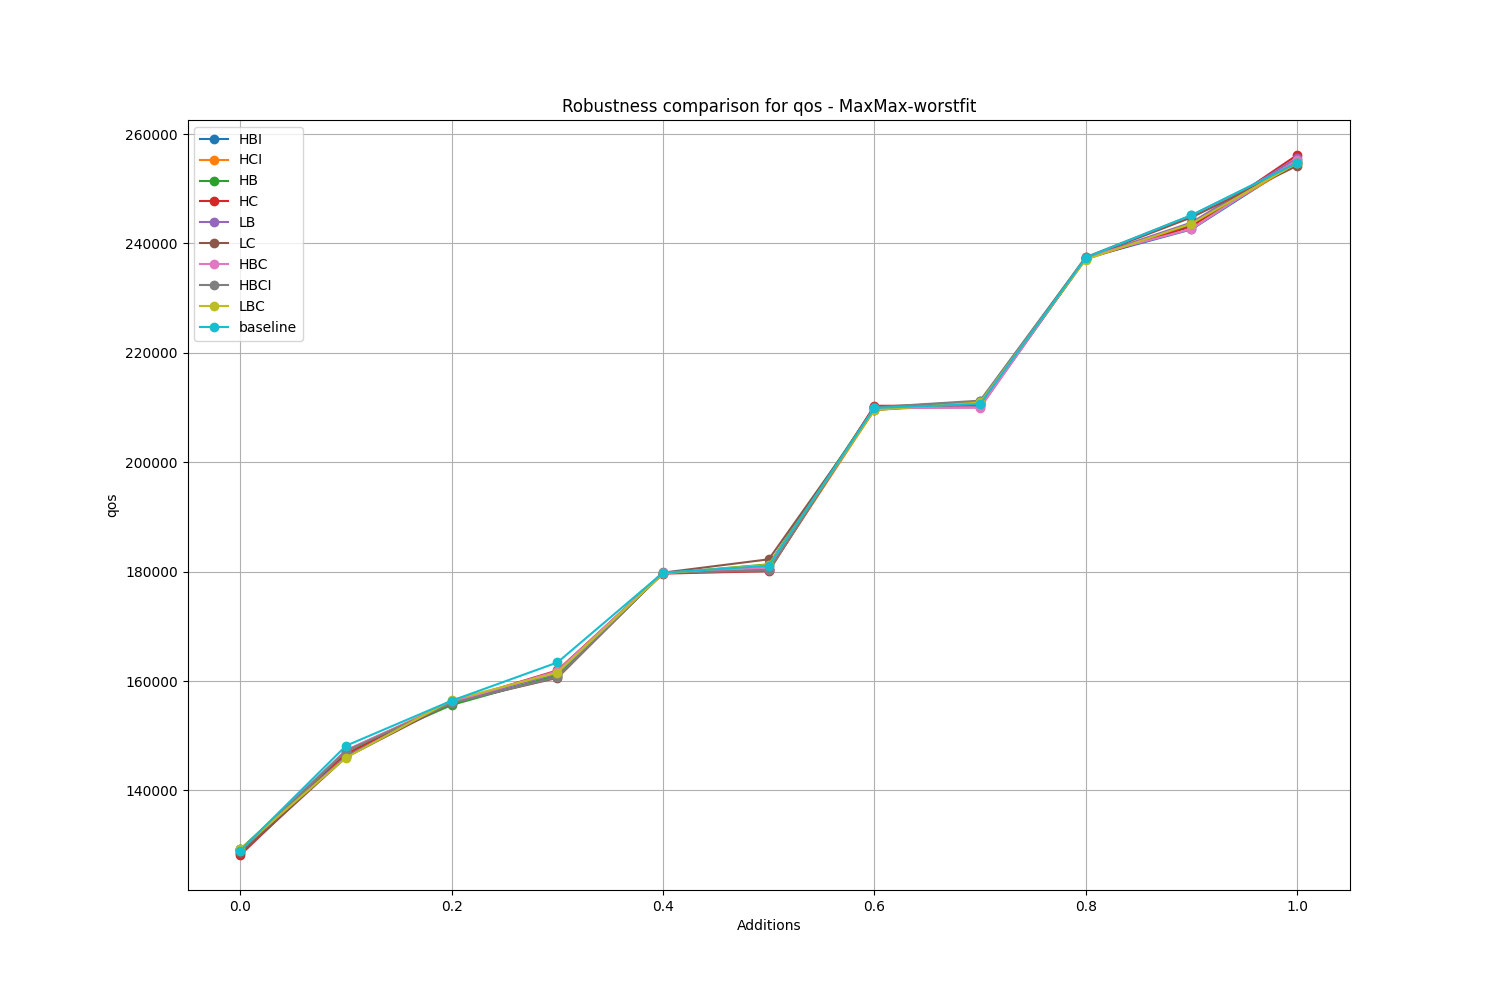 Robustness comparison for qos - MaxMax-worstfit
260000
240000
220000
200000
180000
160000
140000
qos
HBI
HCI
HB
HC
LB
LC
HBC
HBCI
LBC
baseline
0.0 0.2 0.4 0.6 0.8 1.0
Additions